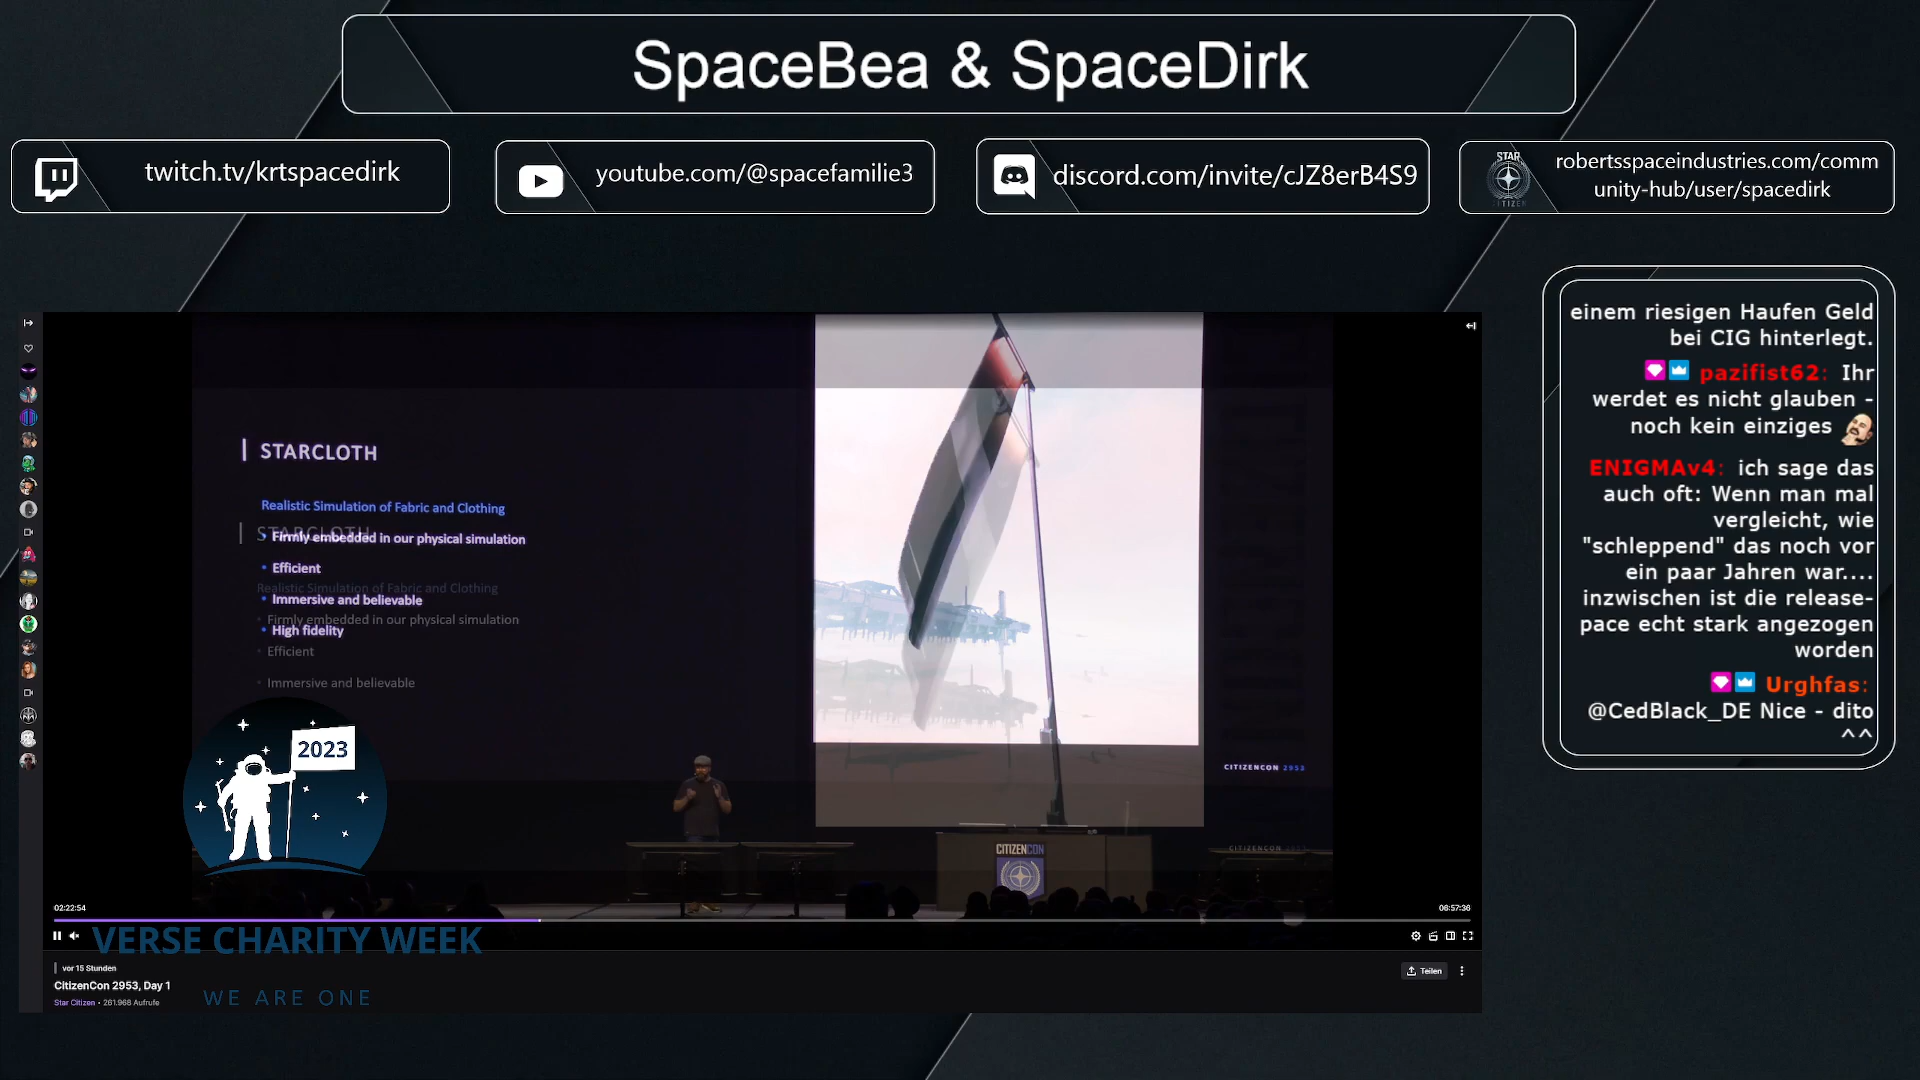 SpaceBea & SpaceDirk
twitch.tv/krtspacedirk
youtube.com/@spacefamilie3
discord.com/invite/cJZ8erB4S9
STAR
CITIZEN
robertsspaceindustries.com/comm
unity-hub/user/spacedirk
STARCLOTH
Realistic Simulation of Fabric and Clothing
STARCLOTH
• Firmly embedded in our physical simulation
• Efficient
Realistic Simulation of Fabric and Clothing
• Immersive and believable
• Firmly embedded in our physical simulation
• High fidelity
• Efficient
• Immersive and believable
2023
CITIZENCON 2953
CITIZENCON
CITIZENCON 2953
02:22:54
06:57:36
VERSE CHARITY WEEK
vor 15 Stunden
CitizenCon 2953, Day 1
Star Citizen • 261.968 Aufrufe
WE ARE ONE
Teilen
einem riesigen Haufen Geld
bei CIG hinterlegt.
pazifist62: Ihr
werdet es nicht glauben -
noch kein einziges
ENIGMAv4: ich sage das
auch oft: Wenn man mal
vergleicht, wie
"schleppend" das noch vor
ein paar Jahren war....
inzwischen ist die release-
pace echt stark angezogen
worden
Urghfas:
@CedBlack_DE Nice - dito
^^